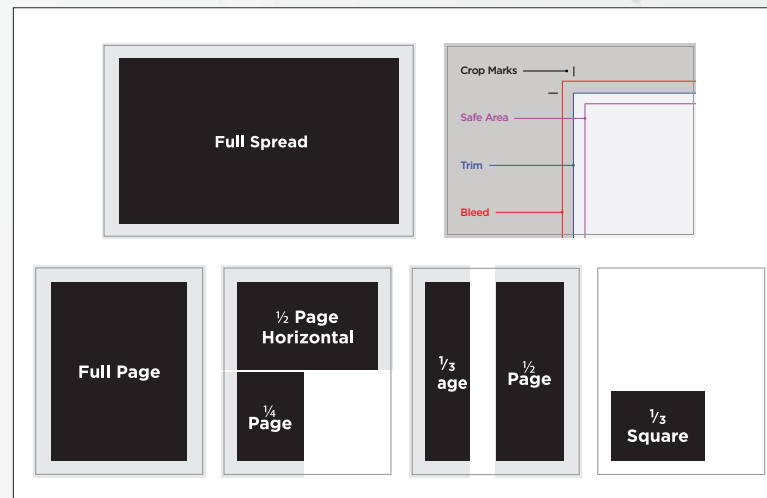 Full Spread
Crop Marks
Safe Area
Trim
Bleed
Full Page
½ Page
Horizontal
¼
Page
⅓
age
½
Page
⅓
Square